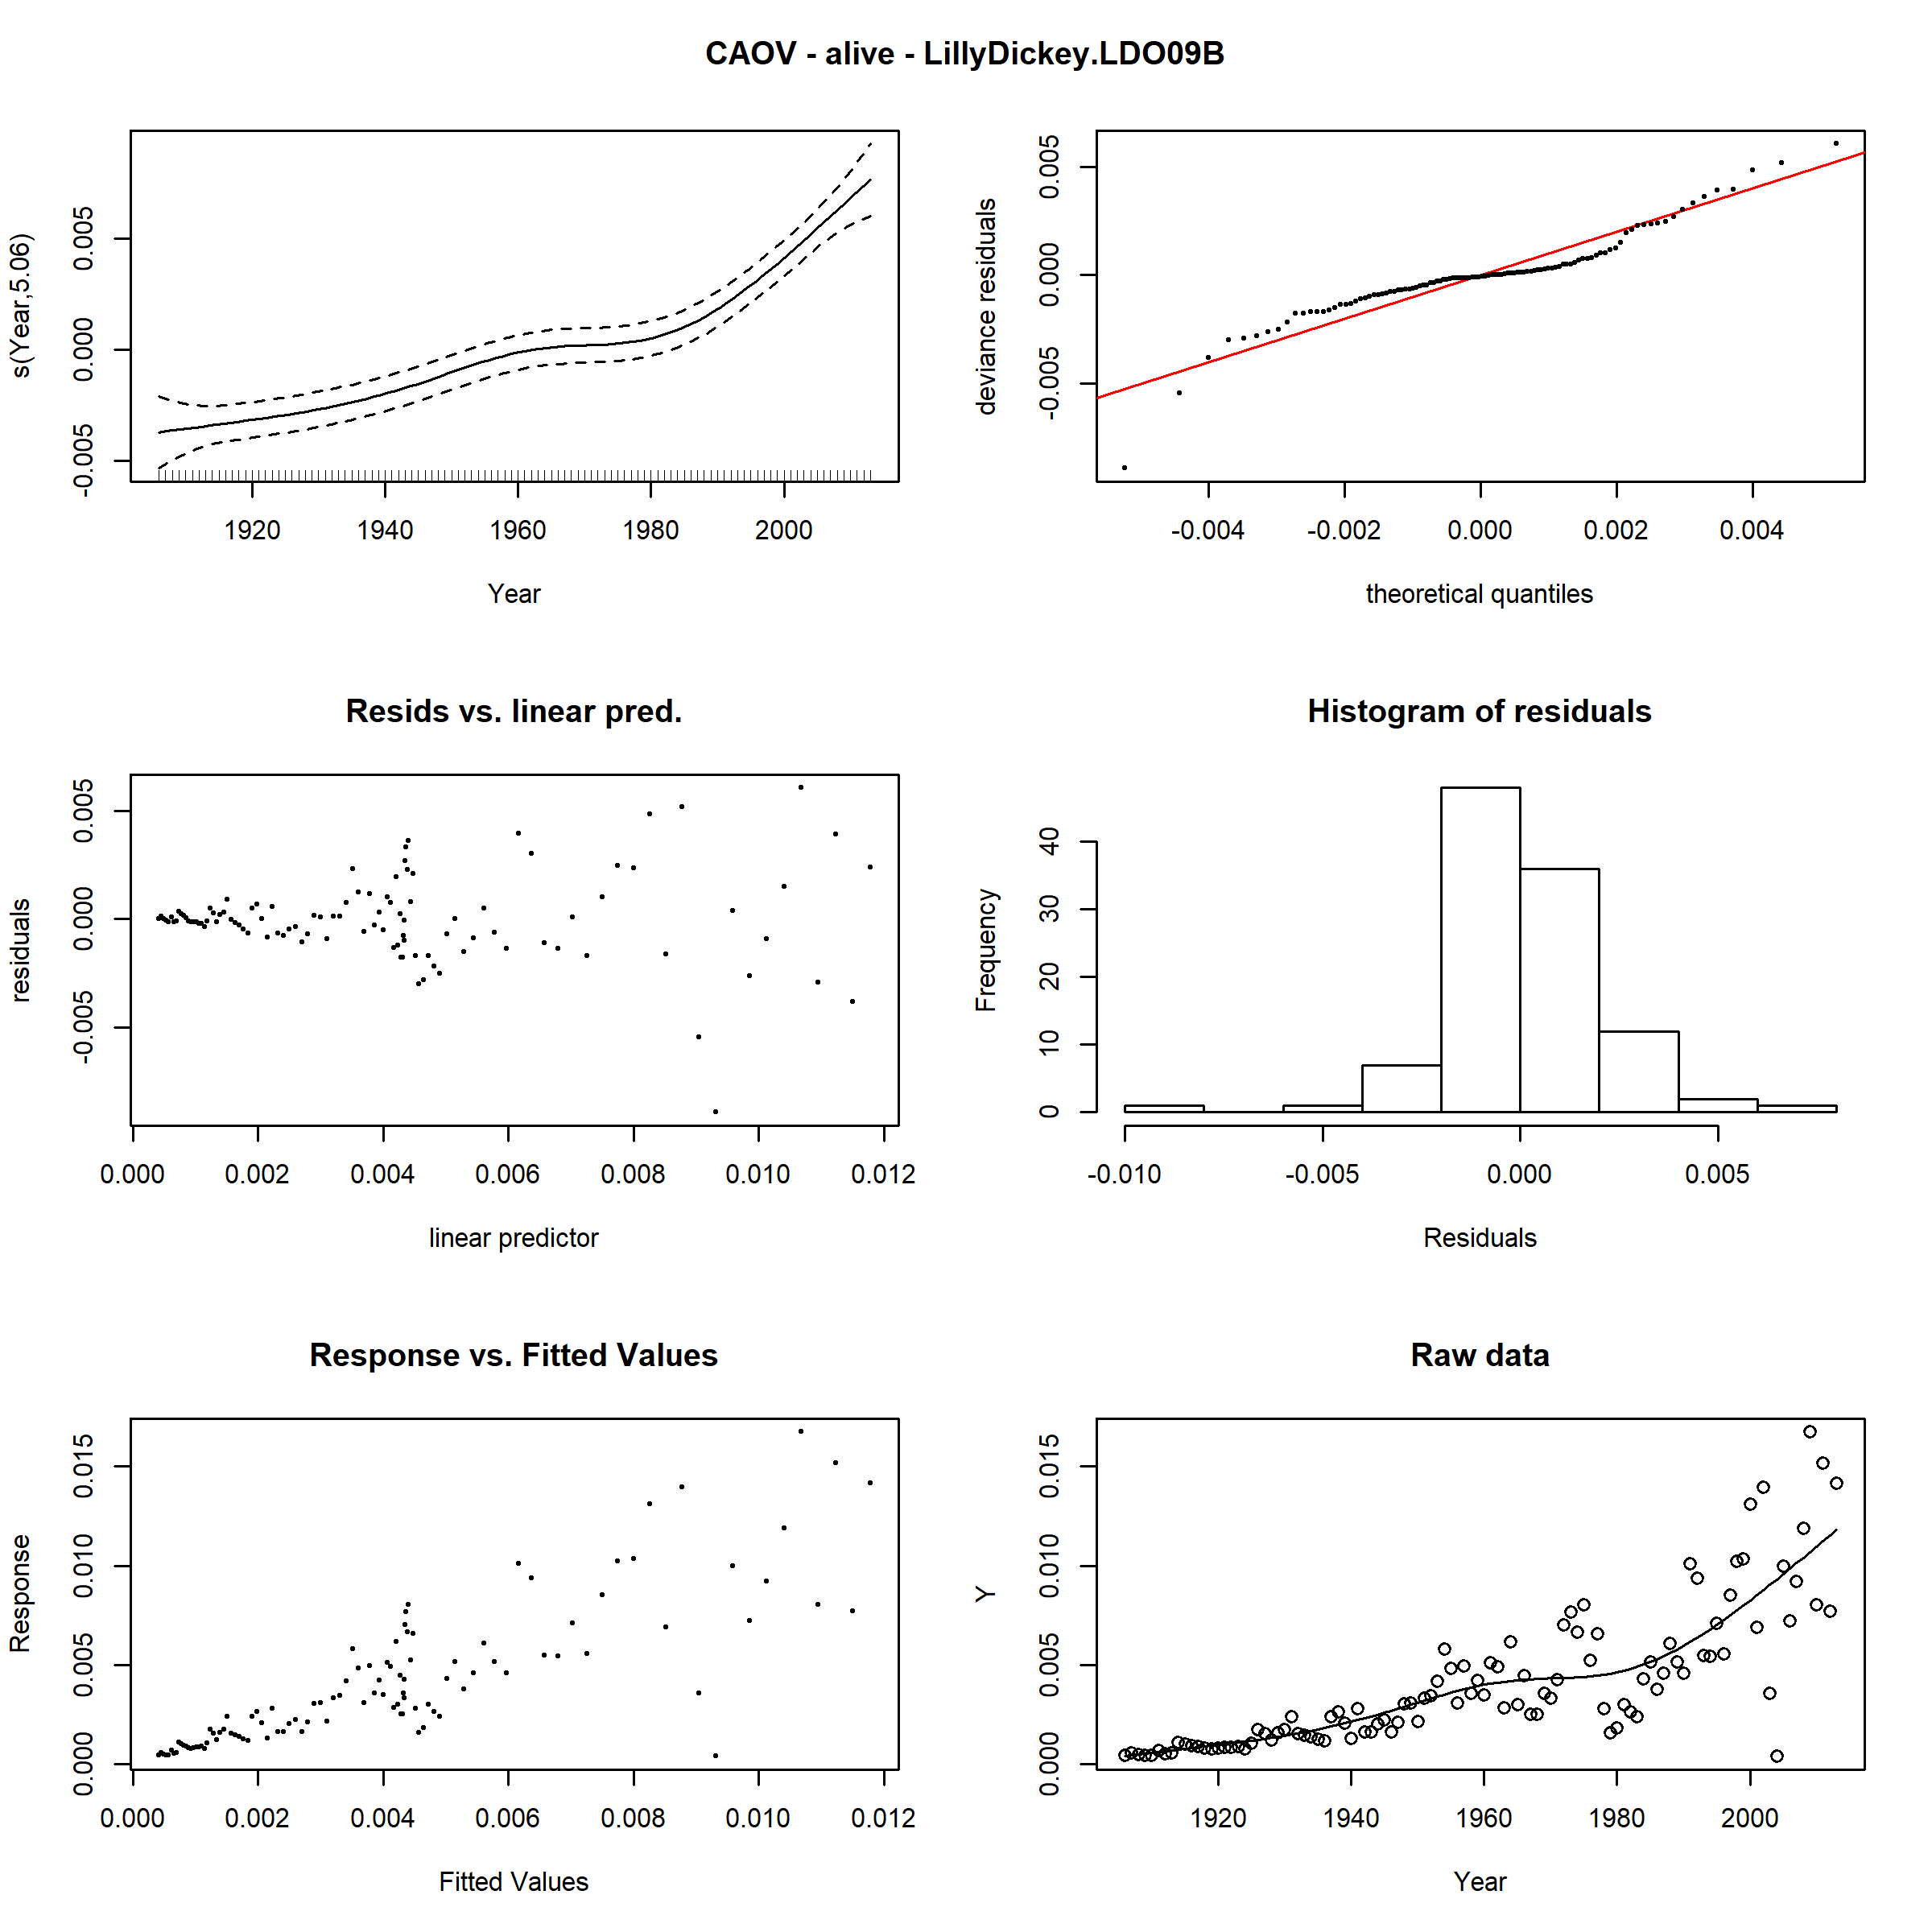 CAOV - alive - LillyDickey.LDO09B
s(Year,5.06)
-0.005 0.000 0.005
1920 1940 1960 1980 2000
Year
deviance residuals
-0.005 0.000 0.005
-0.004 -0.002 0.000 0.002 0.004
theoretical quantiles
Resids vs. linear pred.
residuals
-0.005 0.000 0.005
0.000 0.002 0.004 0.006 0.008 0.010 0.012
linear predictor
Histogram of residuals
Frequency
0 10 20 30 40
-0.010 -0.005 0.000 0.005
Residuals
Response vs. Fitted Values
Response
0.000 0.005 0.010 0.015
0.000 0.002 0.004 0.006 0.008 0.010 0.012
Fitted Values
Raw data
Y
0.000 0.005 0.010 0.015
1920 1940 1960 1980 2000
Year